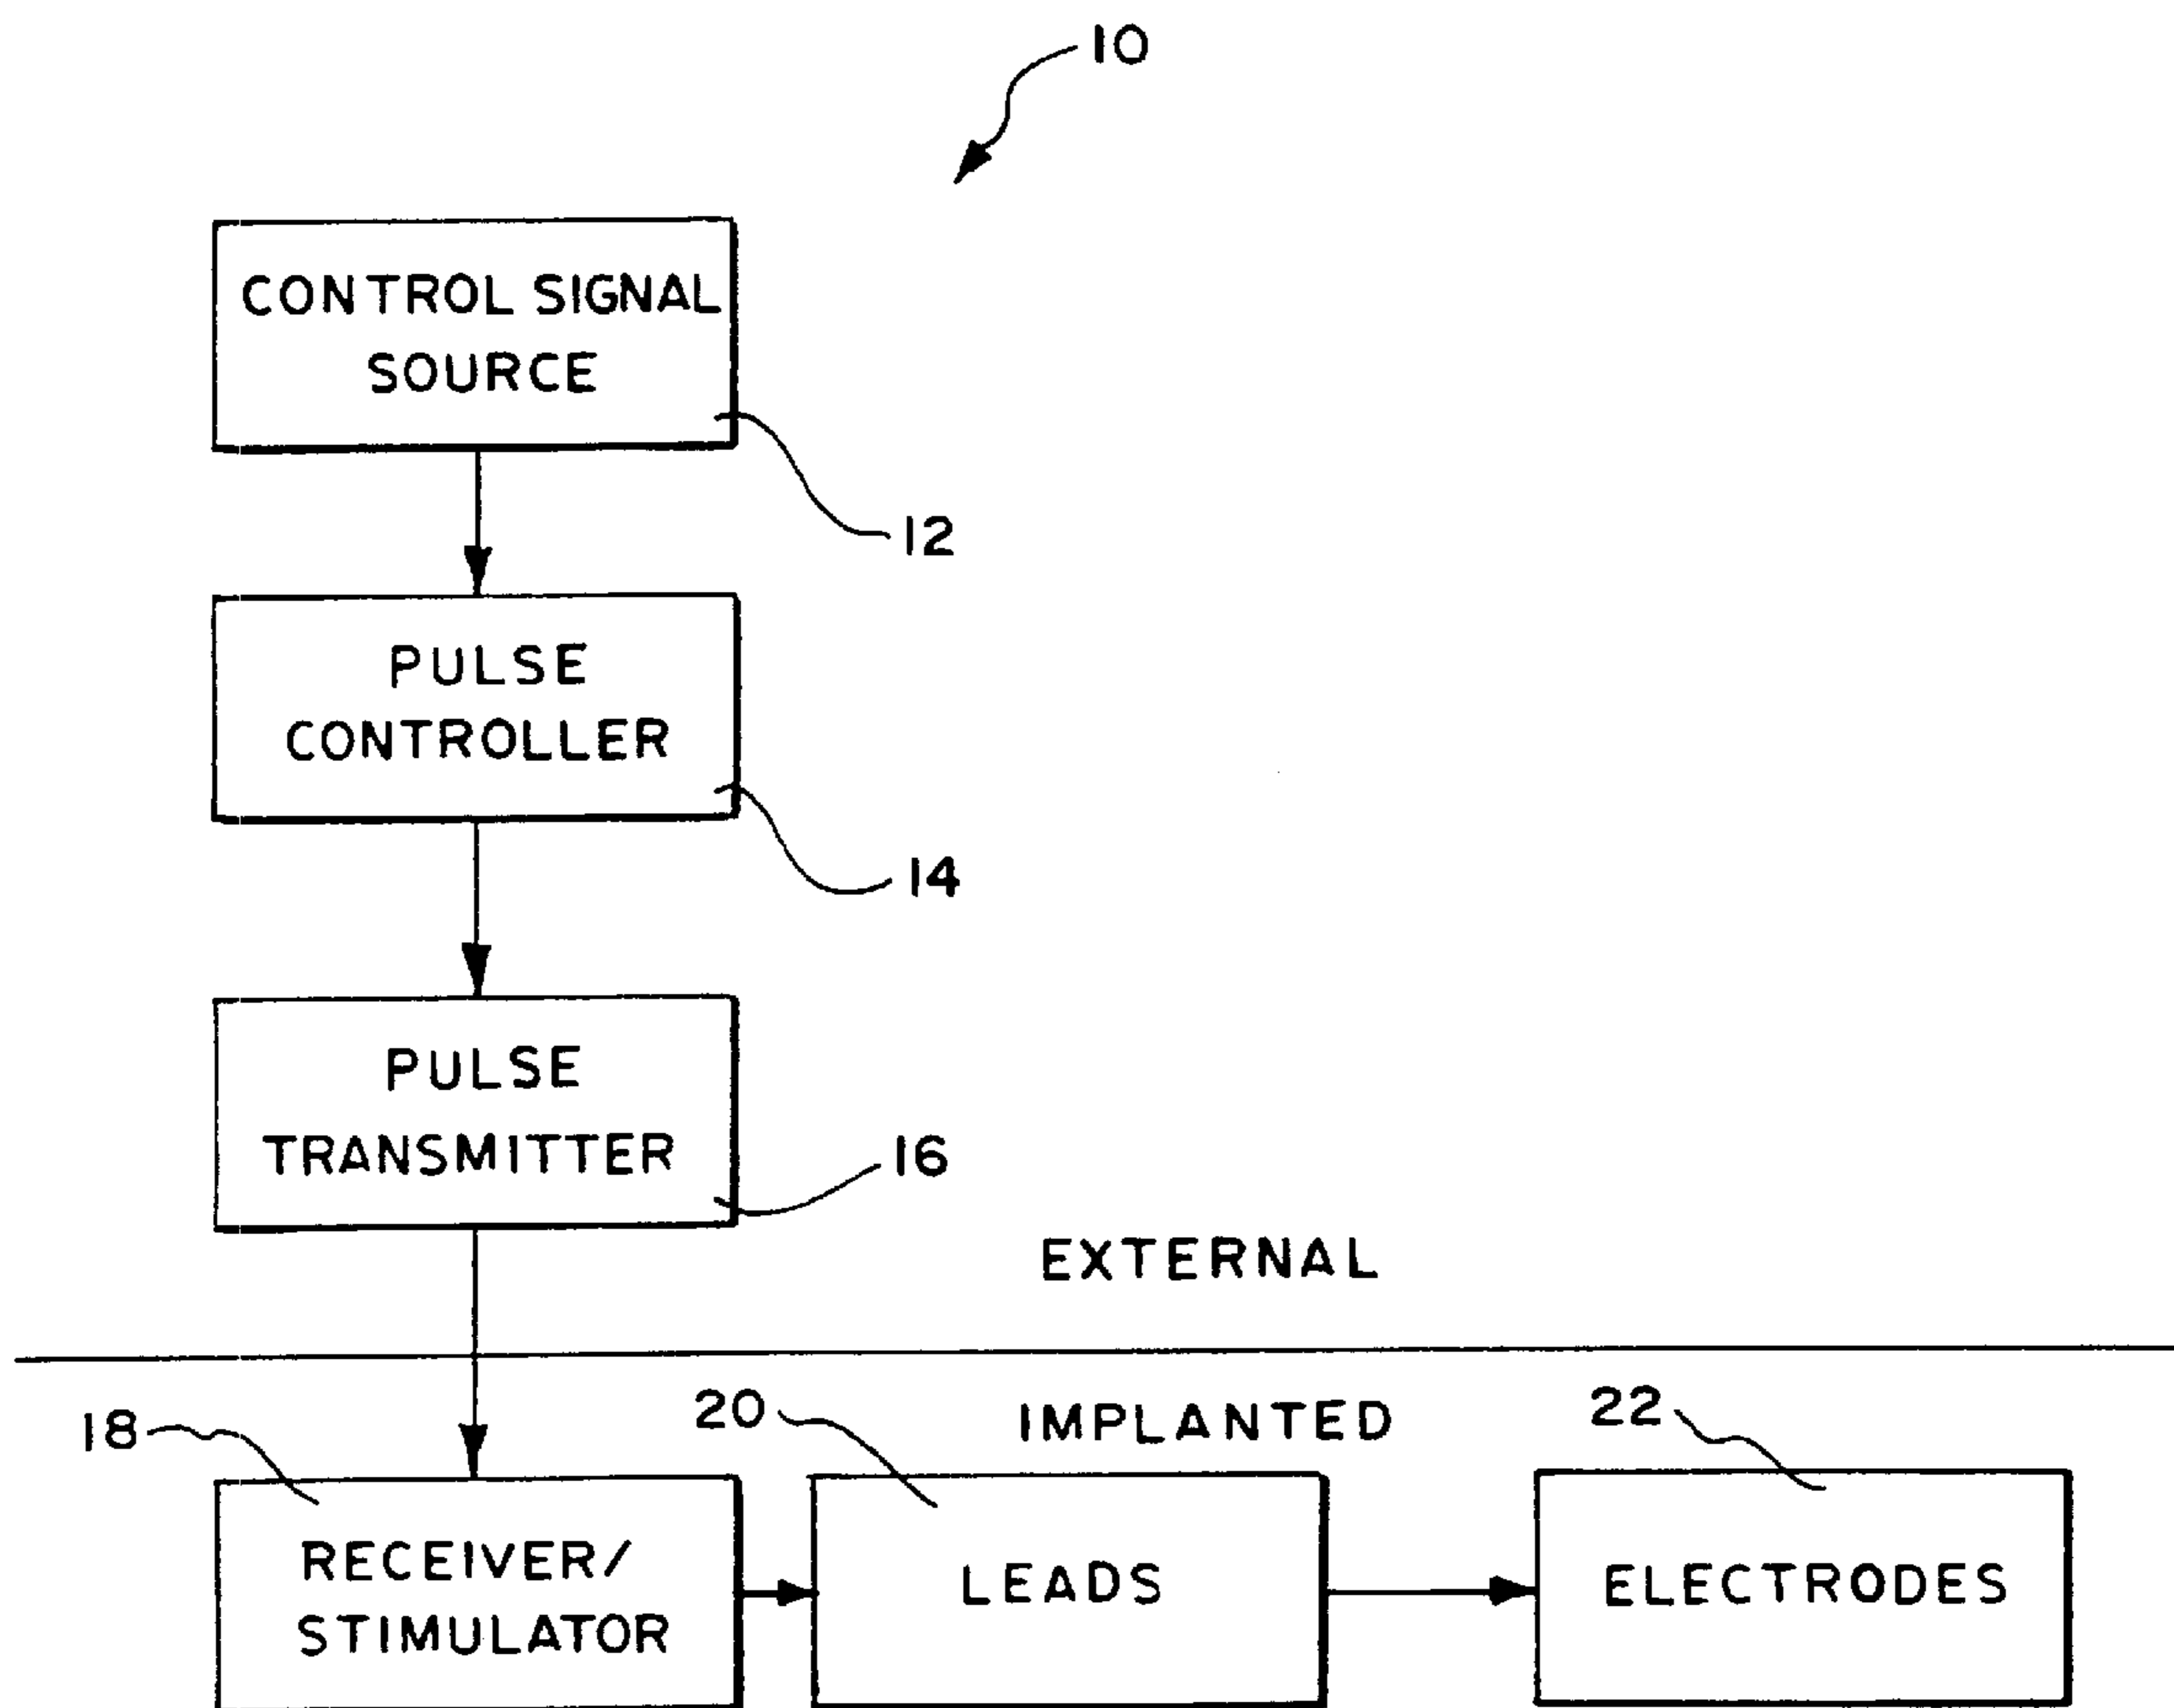 10
CONTROL SIGNAL
SOURCE
12
PULSE
CONTROLLER
14
PULSE
TRANSMITTER
16
EXTERNAL
18
20
IMPLANTED
22
RECEIVER/
STIMULATOR
LEADS
ELECTRODES